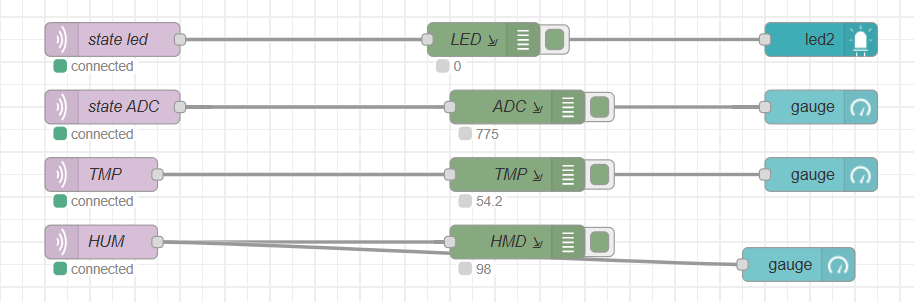 state led LED ⇲ led2
connected 0
state ADC ADC ⇲ gauge
connected 775
TMP TMP ⇲ gauge
connected 54.2
HUM HMD ⇲ gauge
connected 98